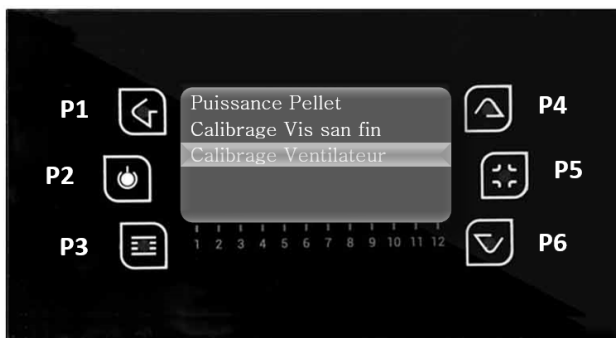 P1
P2
P3
Puissance Pellet
Calibrage Vis san fin
Calibrage Ventilateur
1 2 3 4 5 6 7 8 9 10 11 12
P4
P5
P6